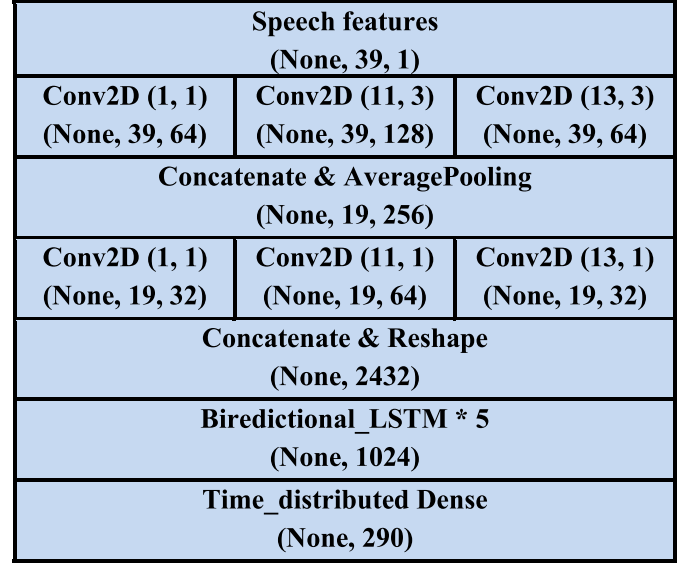 Speech features
(None, 39, 1)
Conv2D (1, 1)
(None, 39, 64)
Conv2D (11, 3)
(None, 39, 128)
Conv2D (13, 3)
(None, 39, 64)
Concatenate & AveragePooling
(None, 19, 256)
Conv2D (1, 1)
(None, 19, 32)
Conv2D (11, 1)
(None, 19, 64)
Conv2D (13, 1)
(None, 19, 32)
Concatenate & Reshape
(None, 2432)
Biredictional_LSTM * 5
(None, 1024)
Time_distributed Dense
(None, 290)